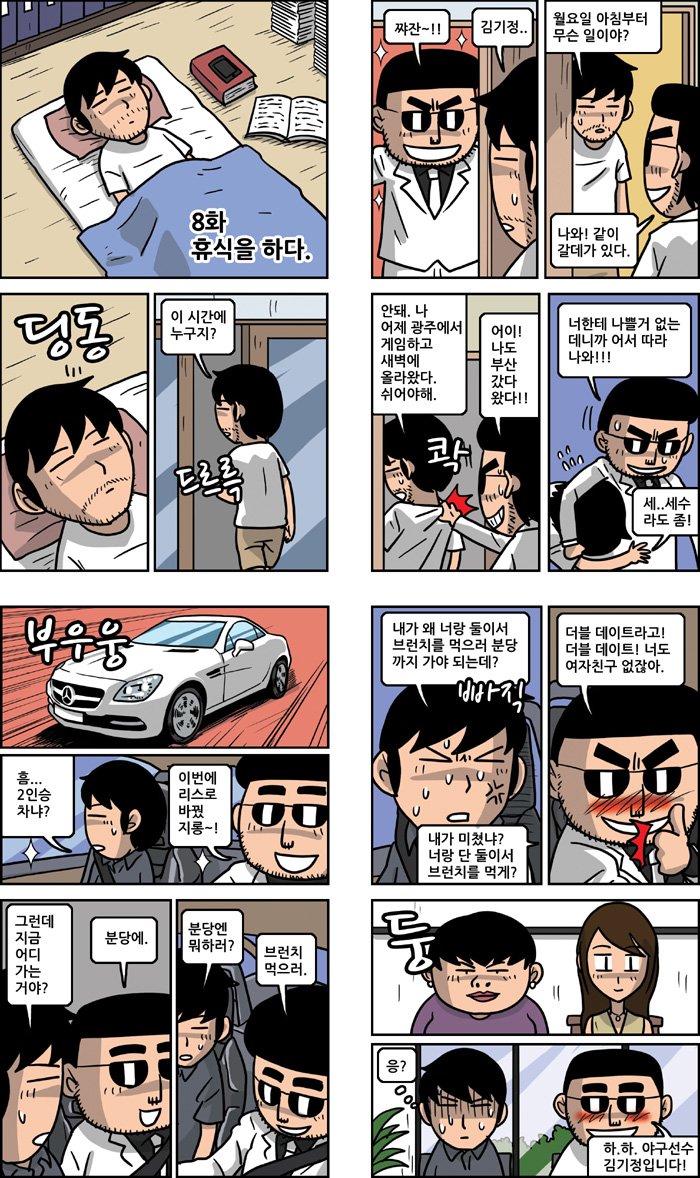 8화
휴식을 하다.
딩동
이 시간에
누구지?
드르륵
쨔잔~!!
김기정..
월요일 아침부터
무슨 일이야?
나와! 같이
갈데가 있다.
안돼. 나
어제 광주에서
게임하고
새벽에
올라왔다.
쉬어야해.
어이!
나도
부산
갔다
왔다!!
콱
너한테 나쁠거 없는
데니까 어서 따라
나와!!!
세..세수
라도 좀!
부우웅
흠...
2인승
차냐?
이번에
리스로
바꿨
지롱~!
그런데
지금
어디
가는
거야?
분당에.
분당엔
뭐하러?
브런치
먹으러.
내가 왜 너랑 둘이서
브런치를 먹으러 분당
까지 가야 되는데?
빠아직
내가 미쳤냐?
너랑 단 둘이서
브런치를 먹게?
더블 데이트라고!
더블 데이트! 너도
여자친구 없잖아.
둥
응?
하.하. 야구선수
김기정입니다!